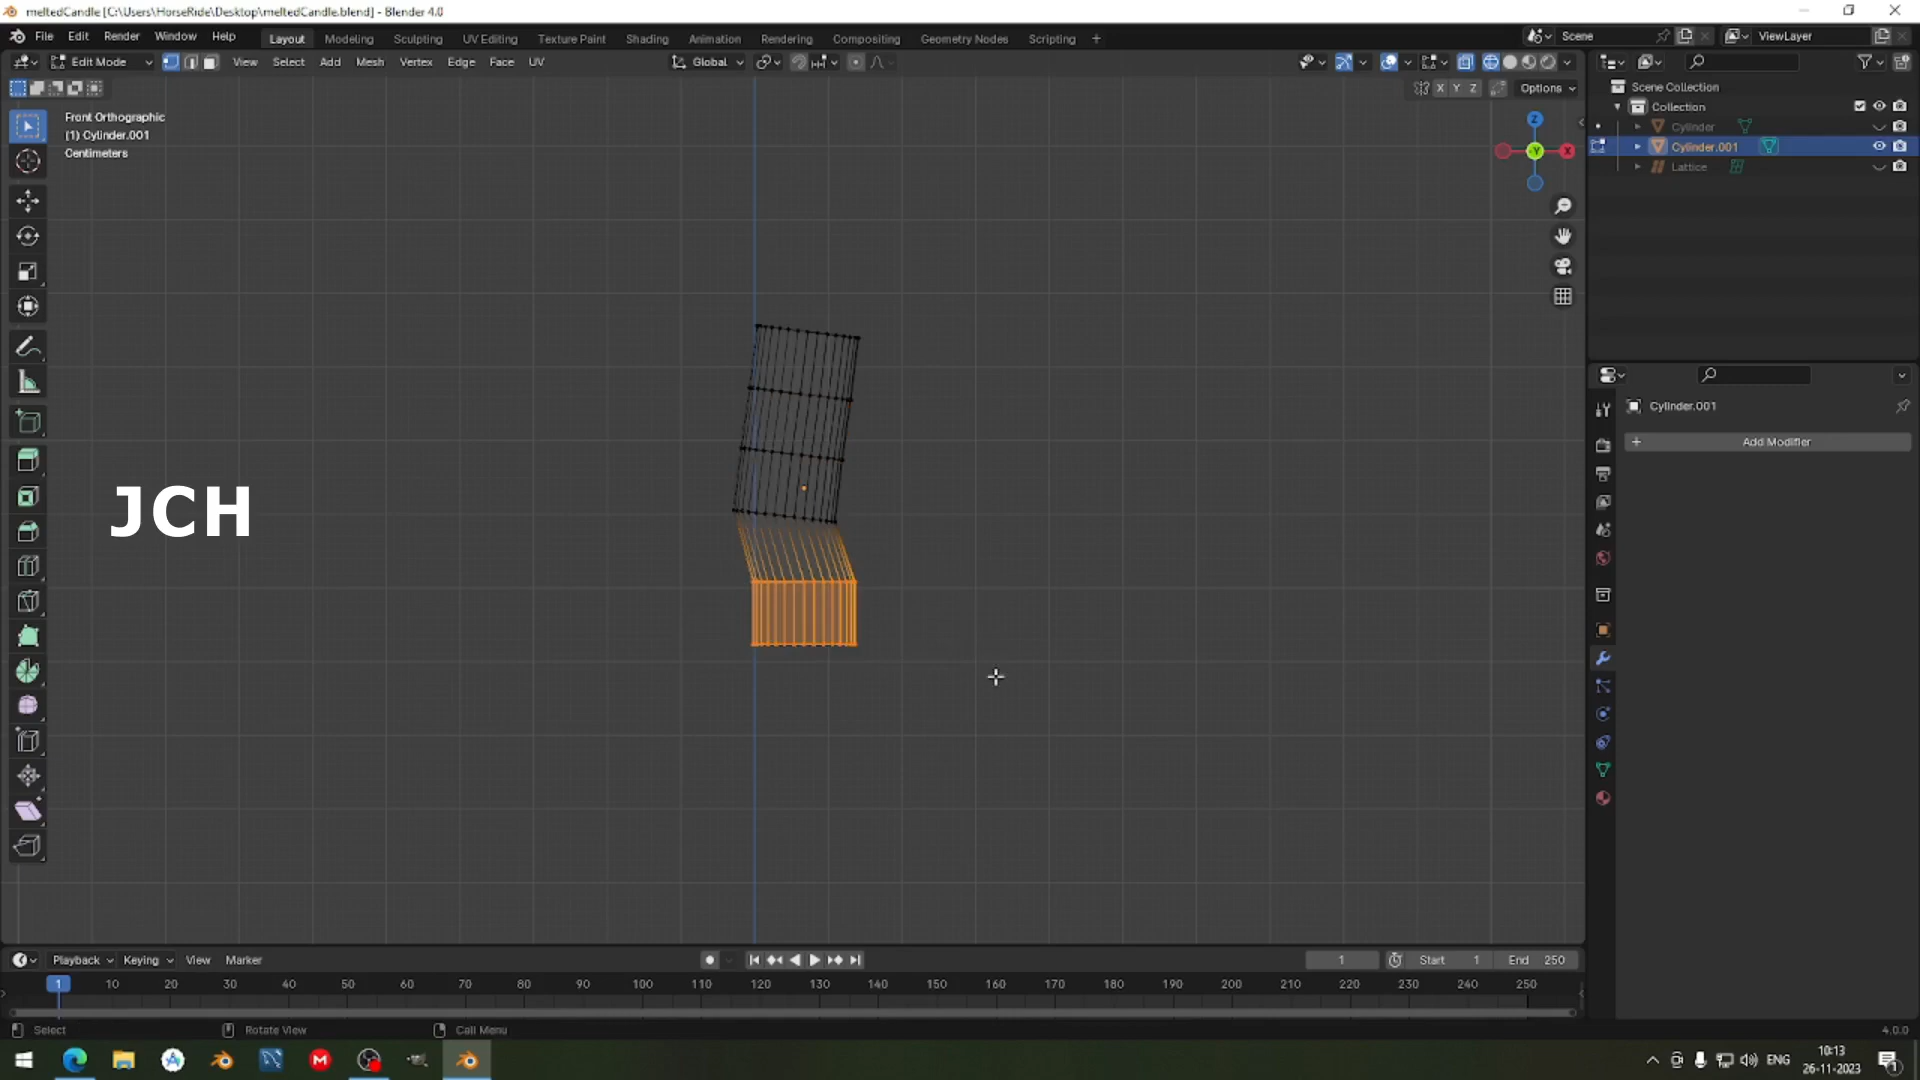 meltedCandle [C:\Users\HorseRide\Desktop\meltedCandle.blend] - Blender 4.0
File Edit Render Window Help Layout Modeling Sculpting UV Editing Texture Paint Shading Animation Rendering Compositing Geometry Nodes Scripting + Scene ViewLayer
Edit Mode View Select Add Mesh Vertex Edge Face UV Global
X Y Z Options
Front Orthographic
(1) Cylinder.001
Centimeters
Z
Y X
Scene Collection
Collection
Cylinder
Cylinder.001
Lattice
Cylinder.001
+ Add Modifier
JCH
Playback Keying View Marker 1 Start 1 End 250
1 10 20 30 40 50 60 70 80 90 100 110 120 130 140 150 160 170 180 190 200 210 220 230 240 250
Select Rotate View Call Menu 4.0.0
ENG 10:13
26-11-2023